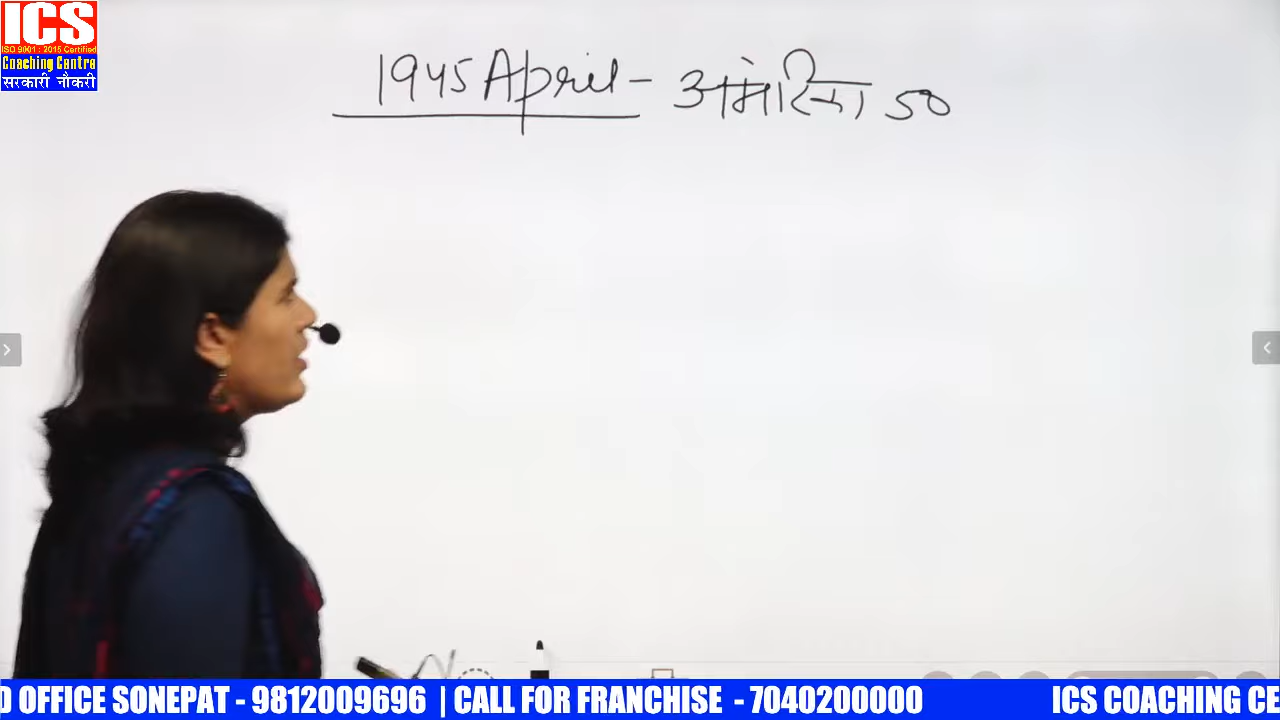 ICS
ISO 9001 : 2015 Certified
Coaching Centre
सरकारी नौकरी
1945 April - अमेरिका 50
D OFFICE SONEPAT - 9812009696 | CALL FOR FRANCHISE - 7040200000 ICS COACHING CE